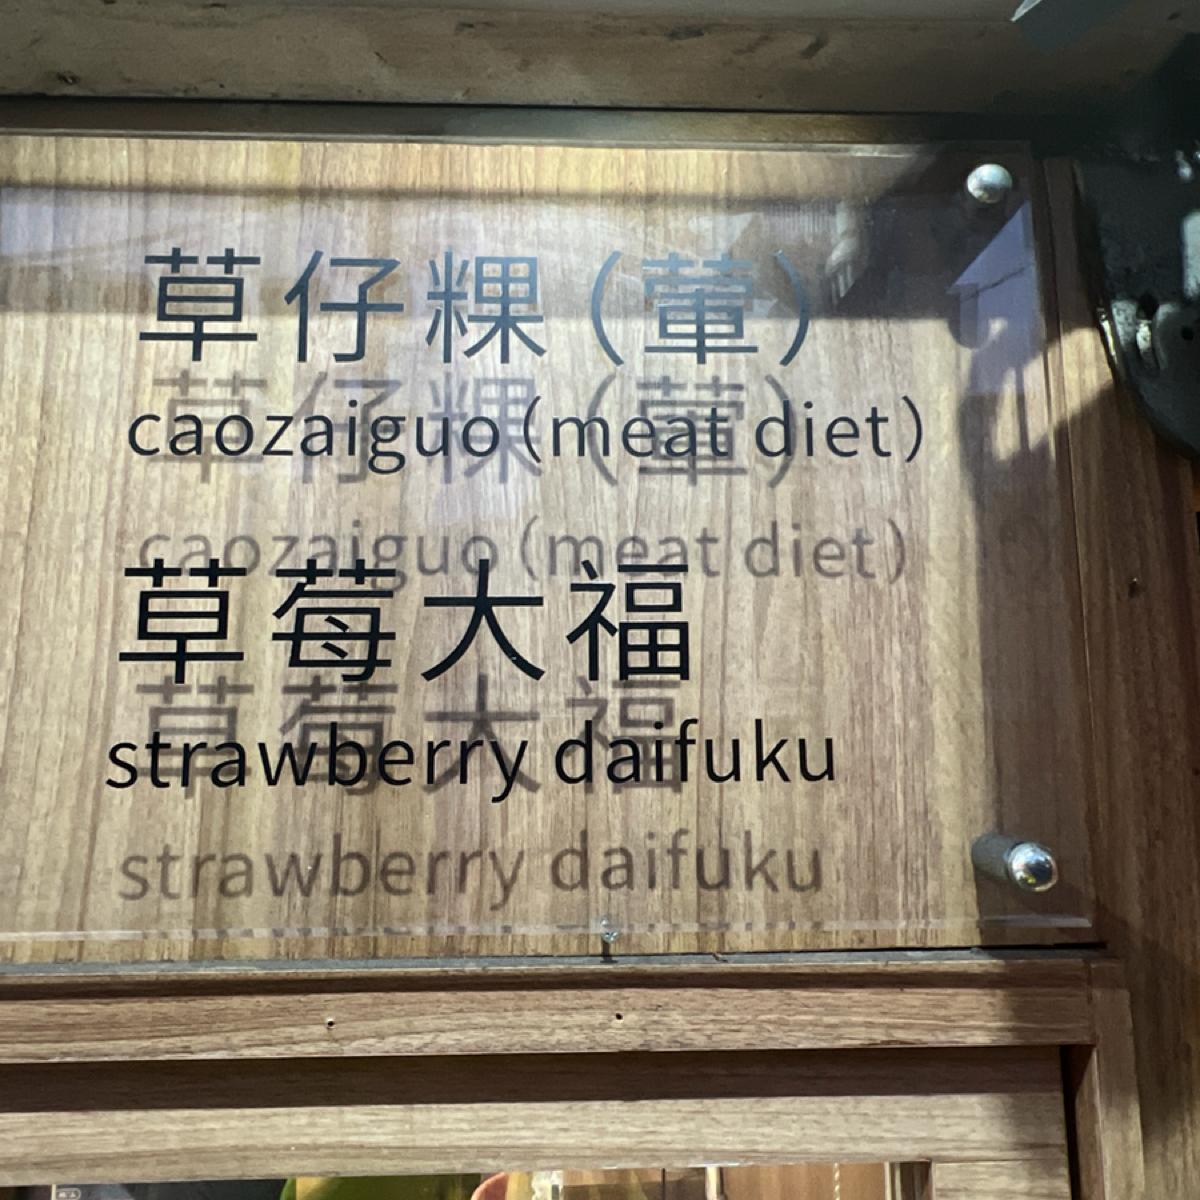 草仔粿（葷）
caozaiguo (meat diet)
草莓大福
strawberry daifuku